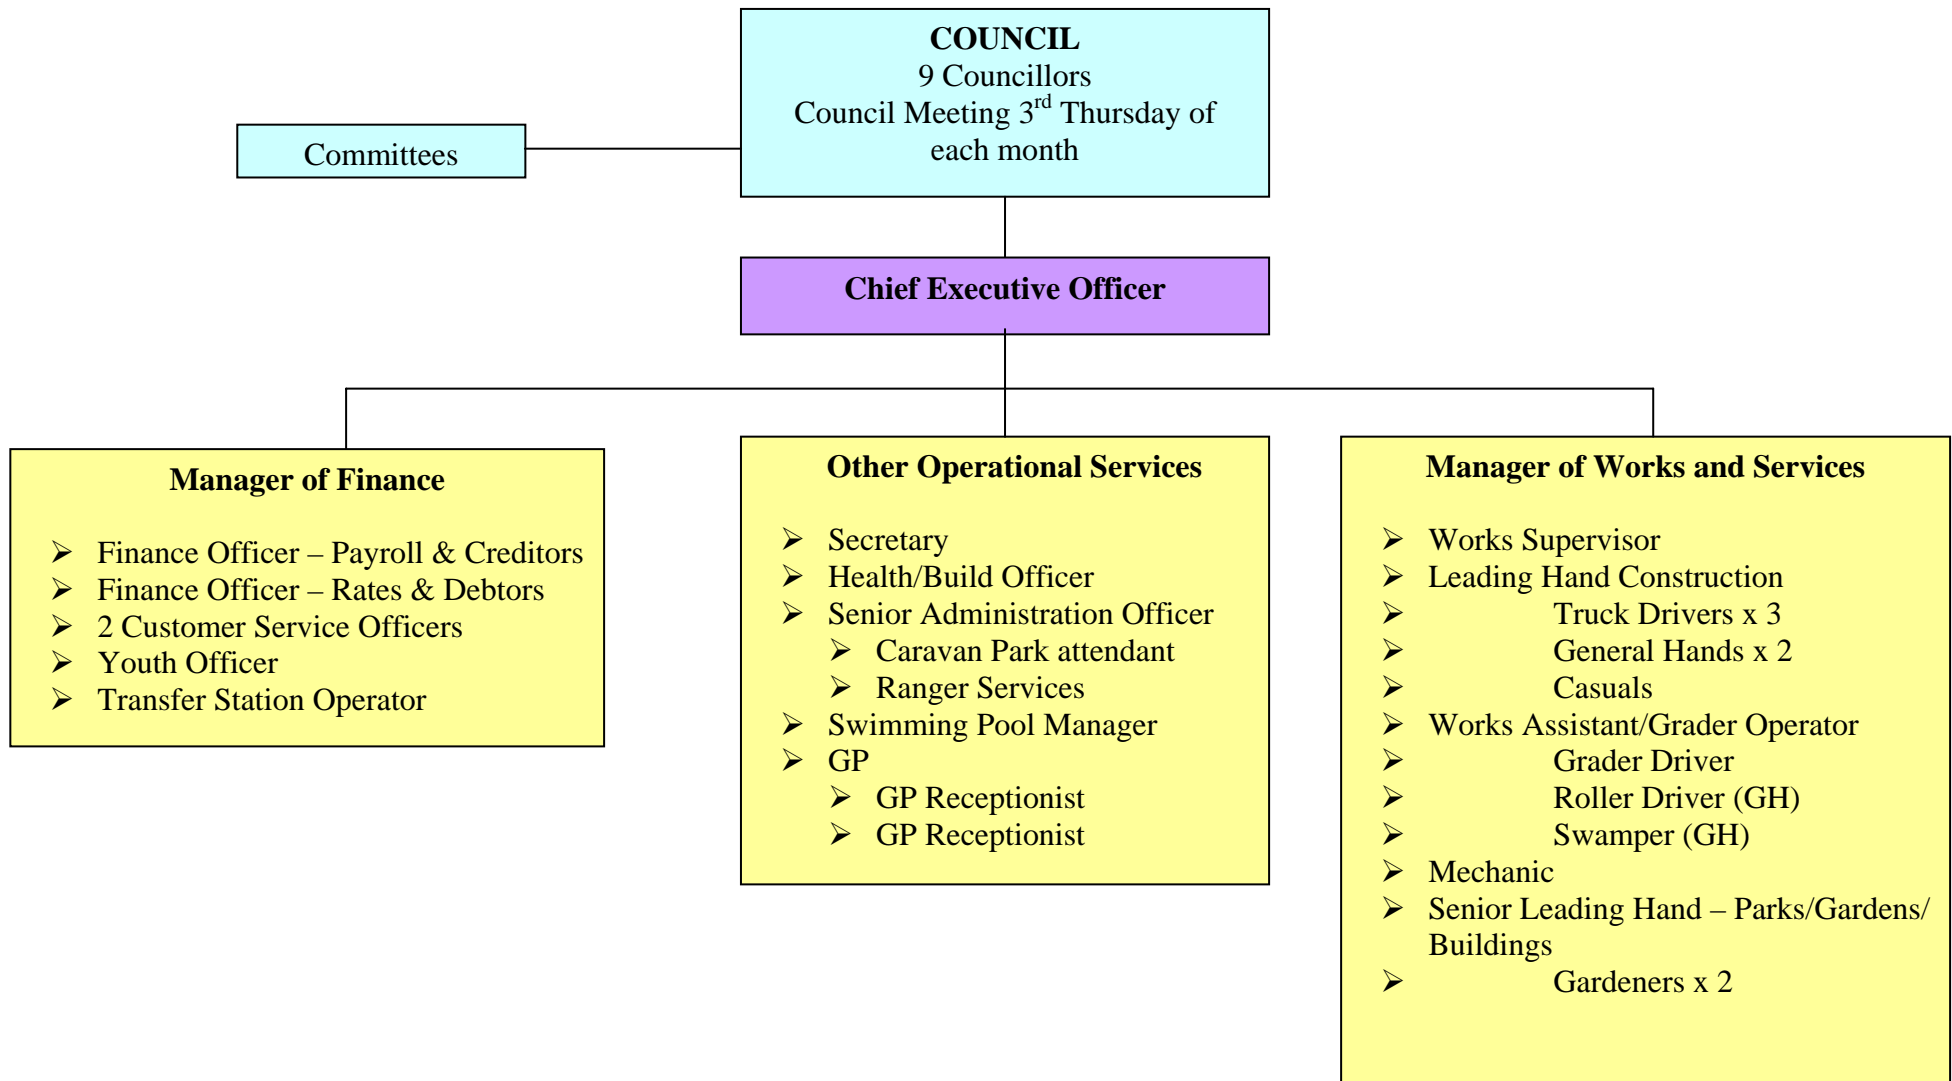 COUNCIL
9 Councillors
Council Meeting 3rd Thursday of
each month
Committees
Chief Executive Officer
Manager of Finance
➢ Finance Officer – Payroll & Creditors
➢ Finance Officer – Rates & Debtors
➢ 2 Customer Service Officers
➢ Youth Officer
➢ Transfer Station Operator
Other Operational Services
➢ Secretary
➢ Health/Build Officer
➢ Senior Administration Officer
➢ Caravan Park attendant
➢ Ranger Services
➢ Swimming Pool Manager
➢ GP
➢ GP Receptionist
➢ GP Receptionist
Manager of Works and Services
➢ Works Supervisor
➢ Leading Hand Construction
➢ Truck Drivers x 3
➢ General Hands x 2
➢ Casuals
➢ Works Assistant/Grader Operator
➢ Grader Driver
➢ Roller Driver (GH)
➢ Swamper (GH)
➢ Mechanic
➢ Senior Leading Hand – Parks/Gardens/
Buildings
➢ Gardeners x 2